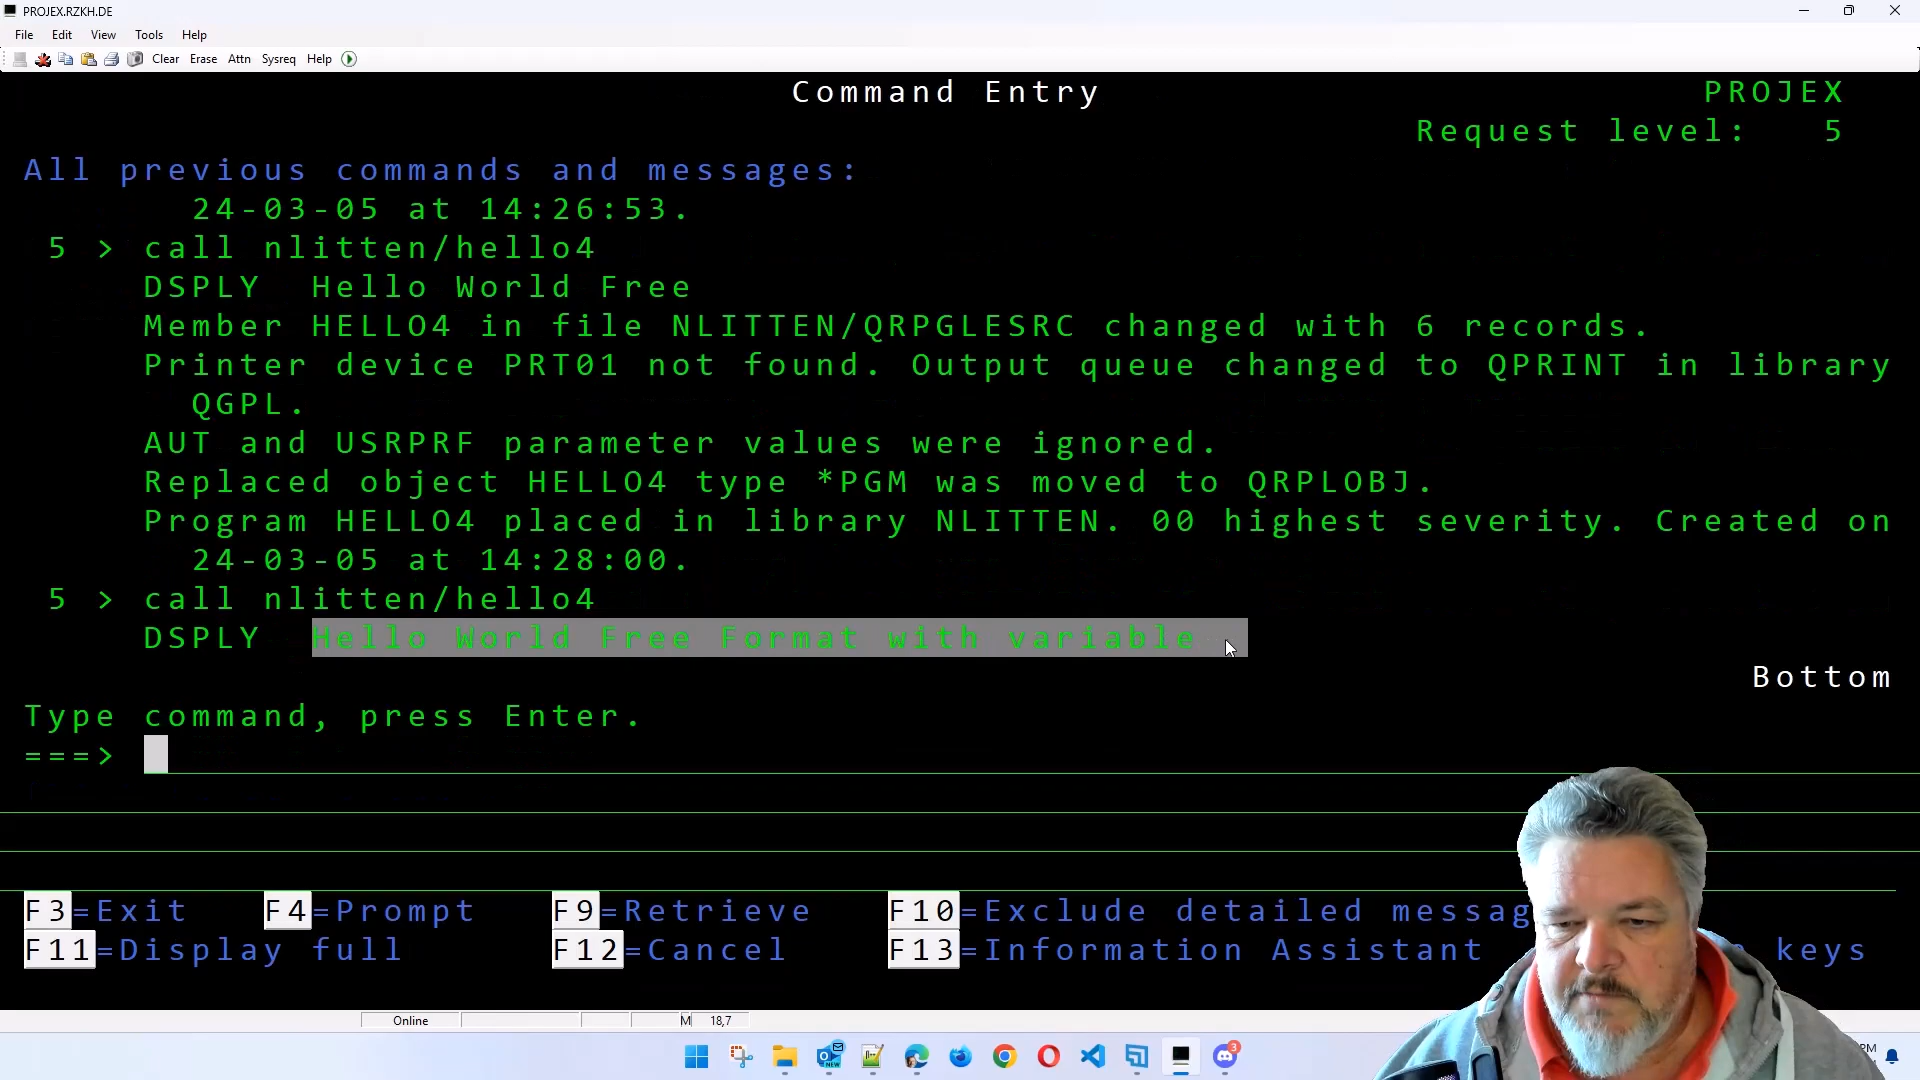 PROJEX.RZKH.DE
File Edit View Tools Help
Clear Erase Attn Sysreq Help
Command Entry PROJEX
Request level: 5
All previous commands and messages:
24-03-05 at 14:26:53.
5 > call nlitten/hello4
DSPLY Hello World Free
Member HELLO4 in file NLITTEN/QRPGLESRC changed with 6 records.
Printer device PRT01 not found. Output queue changed to QPRINT in library
QGPL.
AUT and USRPRF parameter values were ignored.
Replaced object HELLO4 type *PGM was moved to QRPLOBJ.
Program HELLO4 placed in library NLITTEN. 00 highest severity. Created on
24-03-05 at 14:28:00.
5 > call nlitten/hello4
DSPLY Hello World Free Format with variable
Bottom
Type command, press Enter.
===>
F3=Exit F4=Prompt F9=Retrieve F10=Exclude detailed messag
F11=Display full F12=Cancel F13=Information Assistant keys
Online M 18,7
NEW
3
PM